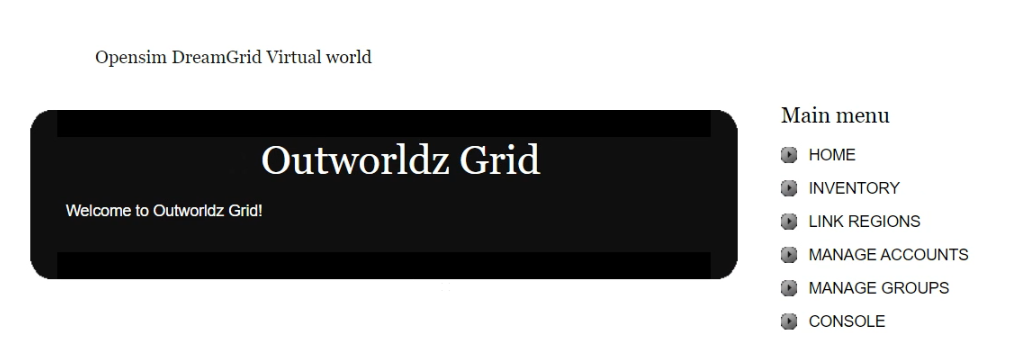 Opensim DreamGrid Virtual world
Outworldz Grid
Welcome to Outworldz Grid!
Main menu
HOME
INVENTORY
LINK REGIONS
MANAGE ACCOUNTS
MANAGE GROUPS
CONSOLE